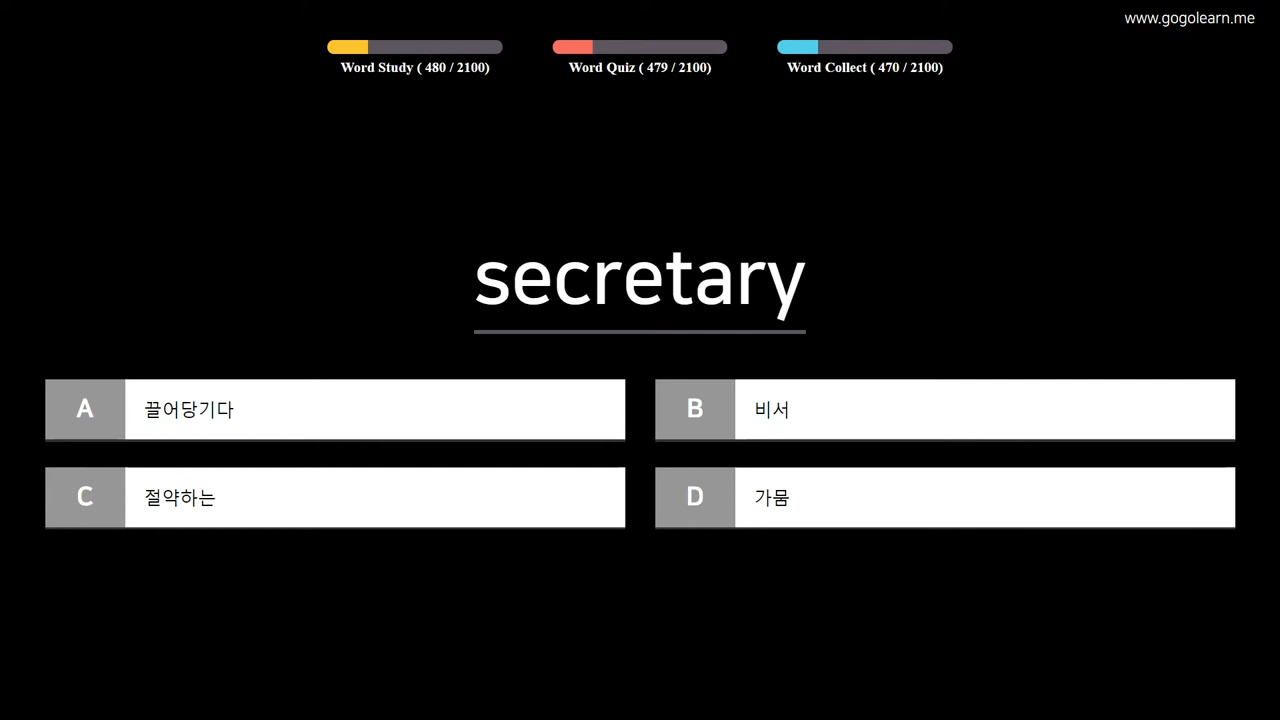 www.gogolearn.me
Word Study ( 480 / 2100)
Word Quiz ( 479 / 2100)
Word Collect ( 470 / 2100)
secretary
A 끌어당기다
B 비서
C 절약하는
D 가뭄